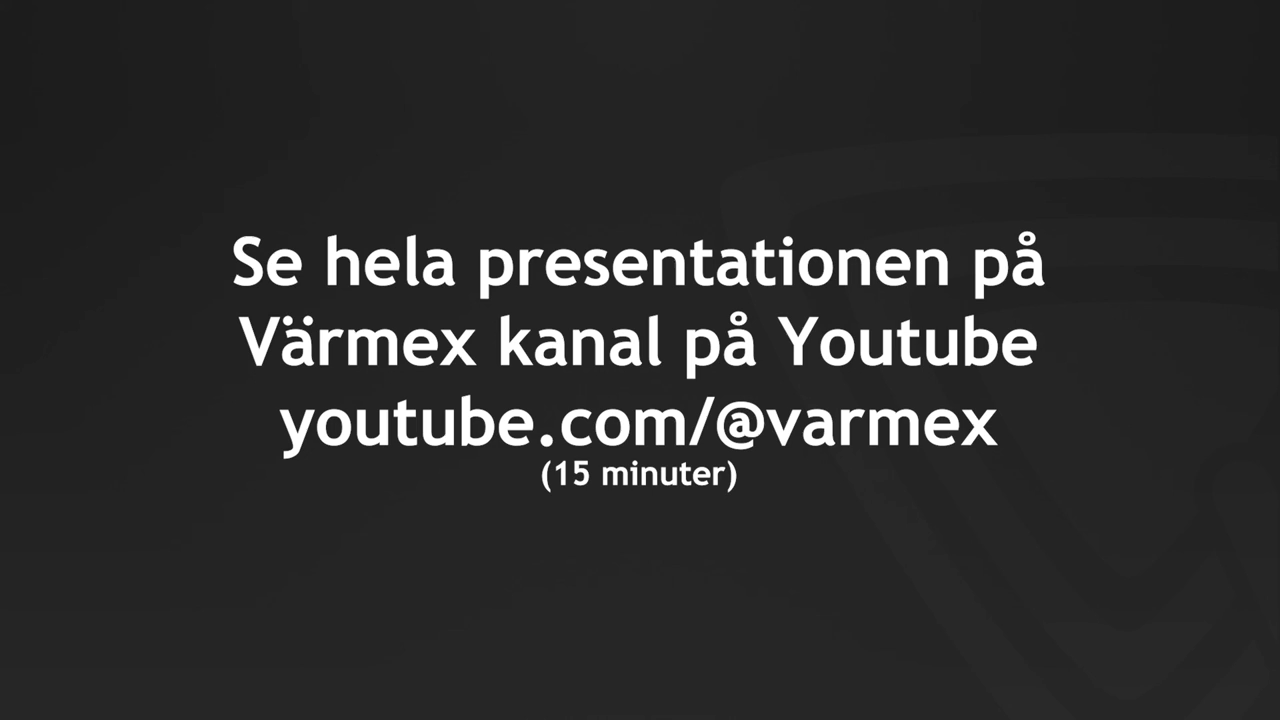 Se hela presentationen på
Värmex kanal på Youtube
youtube.com/@varmex
(15 minuter)